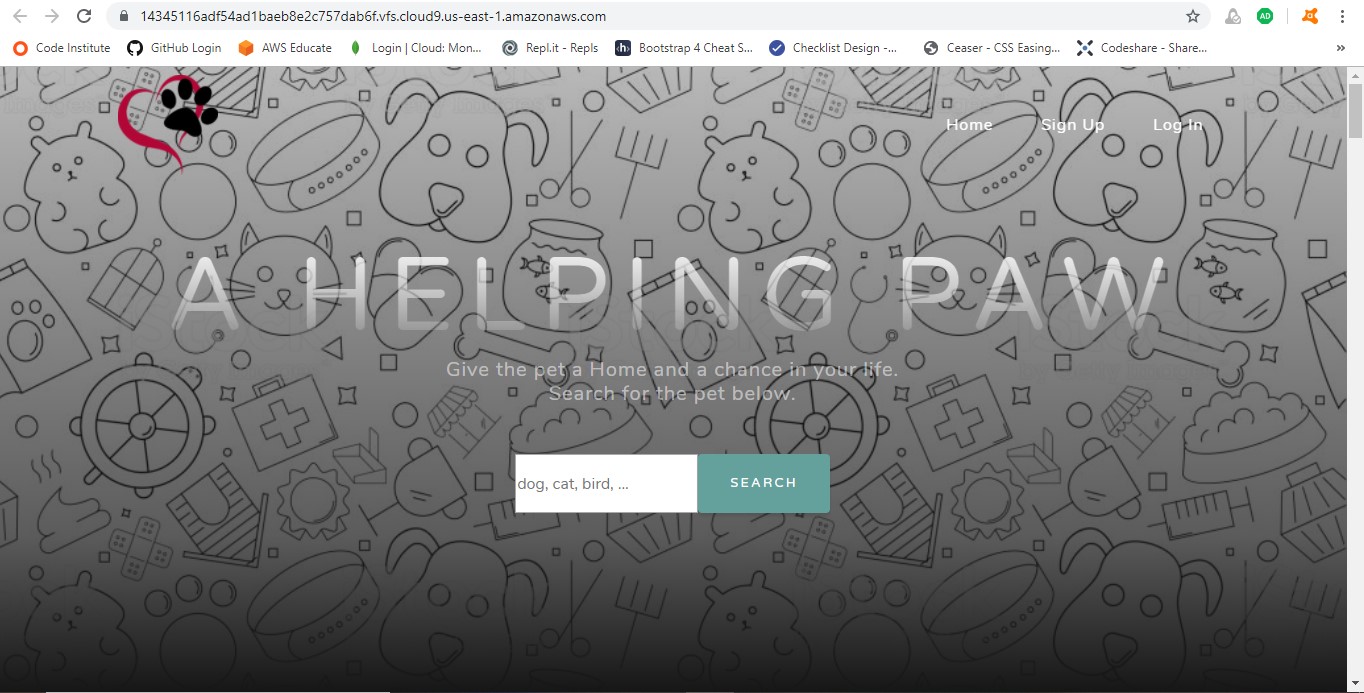 14345116adf54ad1baeb8e2c757dab6f.vfs.cloud9.us-east-1.amazonaws.com
AD
Code Institute GitHub Login AWS Educate Login | Cloud: Mon... Repl.it - Repls Bootstrap 4 Cheat S... Checklist Design -... Ceaser - CSS Easing... Codeshare - Share... »
Home Sign Up Log In
A HELPING PAW
Give the pet a Home and a chance in your life.
Search for the pet below.
dog, cat, bird, ... SEARCH